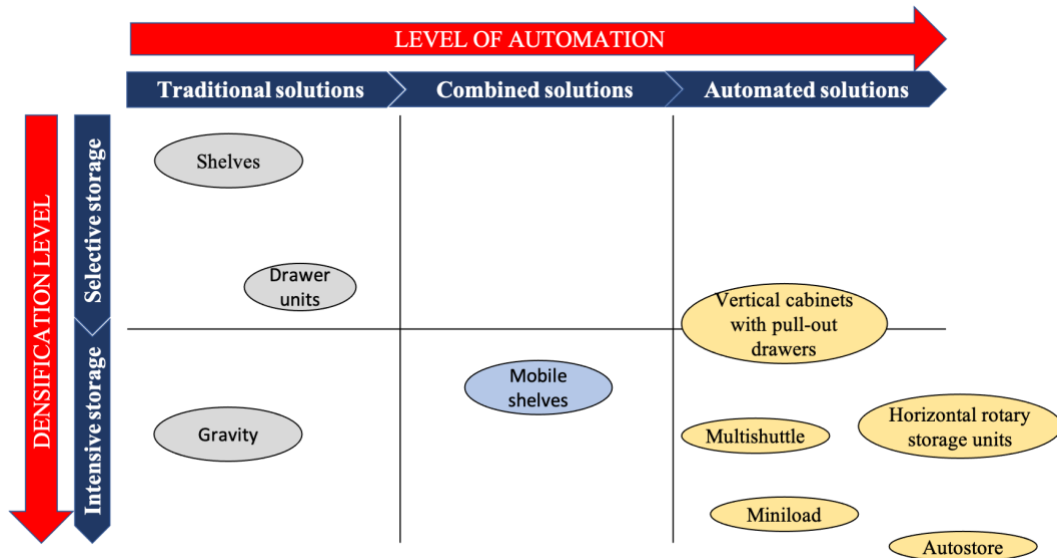 LEVEL OF AUTOMATION
Traditional solutions
Combined solutions
Automated solutions
DENSIFICATION LEVEL
Selective storage
Intensive storage
Shelves
Drawer
units
Vertical cabinets
with pull-out
drawers
Mobile
shelves
Gravity
Multishuttle
Horizontal rotary
storage units
Miniload
Autostore